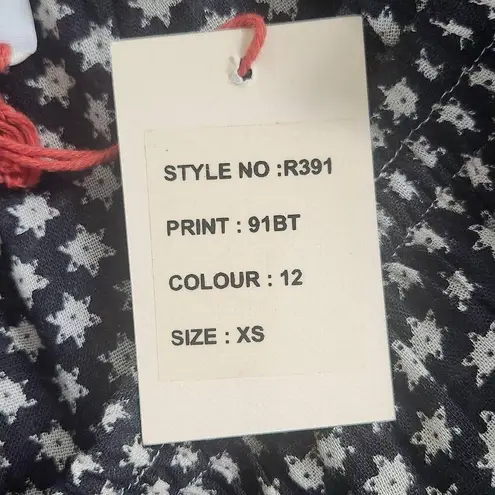 STYLE NO :R391
PRINT : 91BT
COLOUR : 12
SIZE : XS